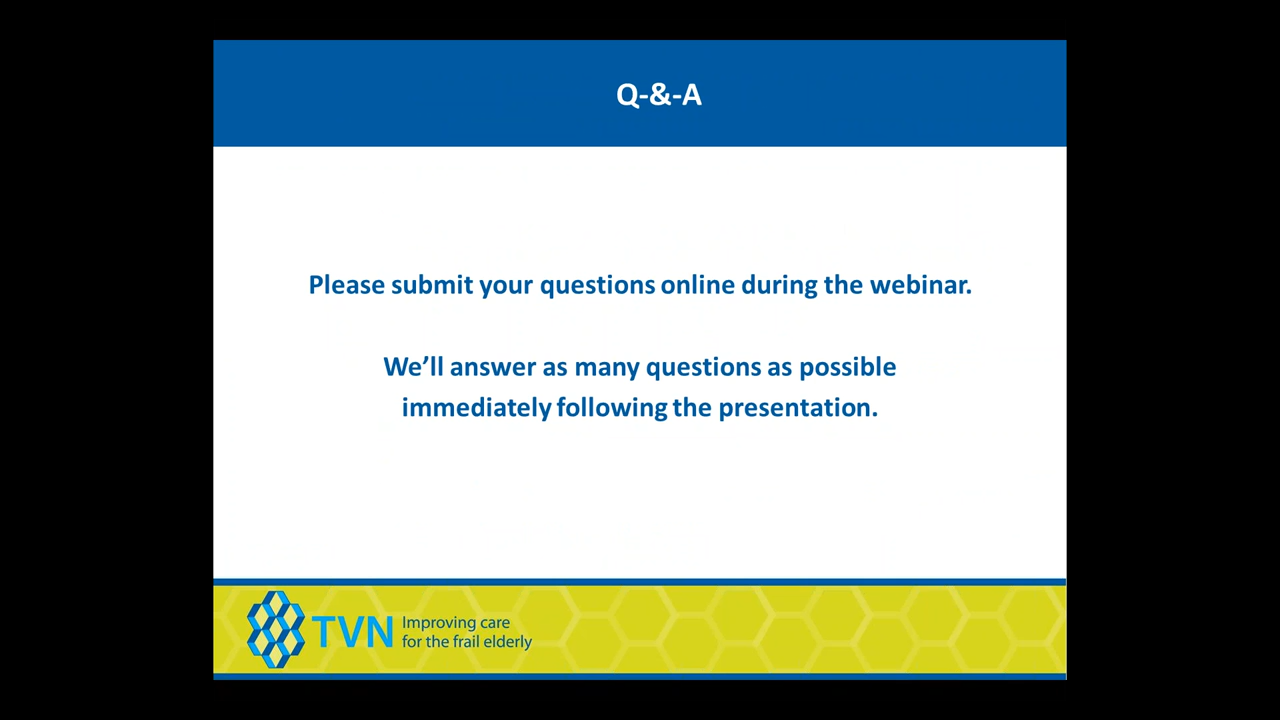 Q-&-A
Please submit your questions online during the webinar.
We’ll answer as many questions as possible
immediately following the presentation.
TVN
Improving care
for the frail elderly